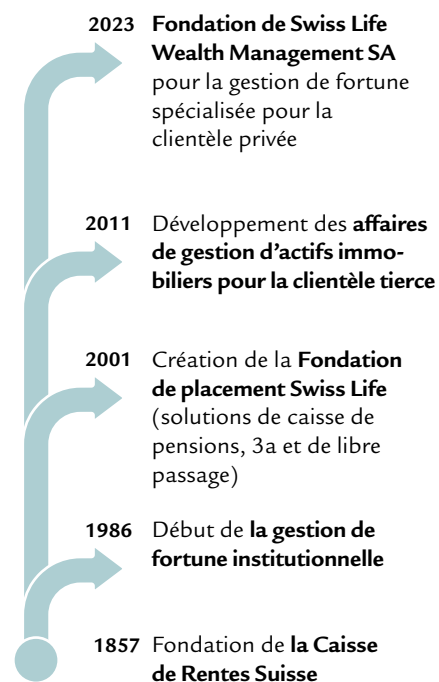 2023 Fondation de Swiss Life
Wealth Management SA
pour la gestion de fortune
spécialisée pour la
clientèle privée
2011 Développement des affaires
de gestion d’actifs immo-
biliers pour la clientèle tierce
2001 Création de la Fondation
de placement Swiss Life
(solutions de caisse de
pensions, 3a et de libre
passage)
1986 Début de la gestion de
fortune institutionnelle
1857 Fondation de la Caisse
de Rentes Suisse